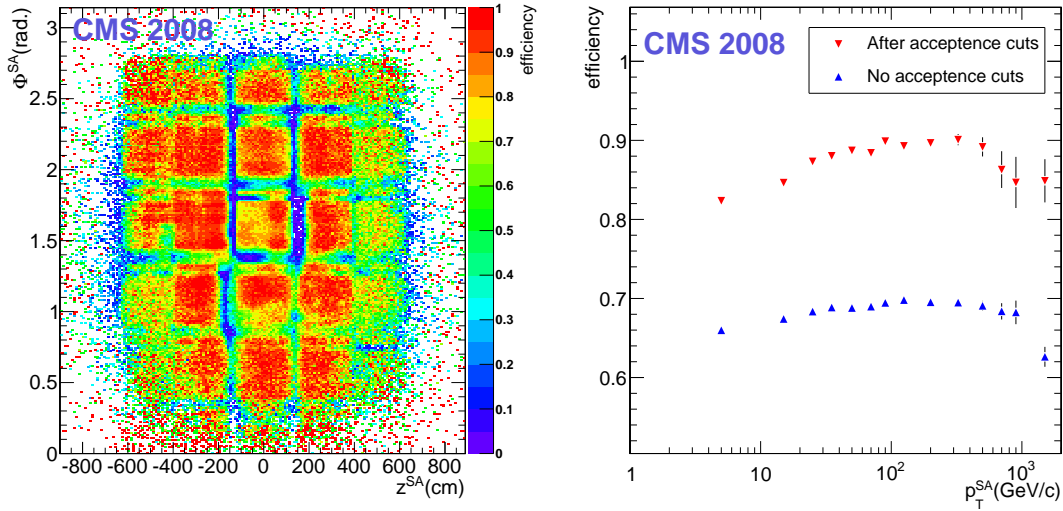 CMS 2008
Φ^SA(rad.)
3
2.5
2
1.5
1
0.5
0
-800 -600 -400 -200 0 200 400 600 800
z^SA(cm)
efficiency
1
0.9
0.8
0.7
0.6
0.5
0.4
0.3
0.2
0.1
0
CMS 2008
After acceptence cuts
No acceptence cuts
efficiency
1
0.9
0.8
0.7
0.6
1 10 10^2 10^3
p_T^SA(GeV/c)